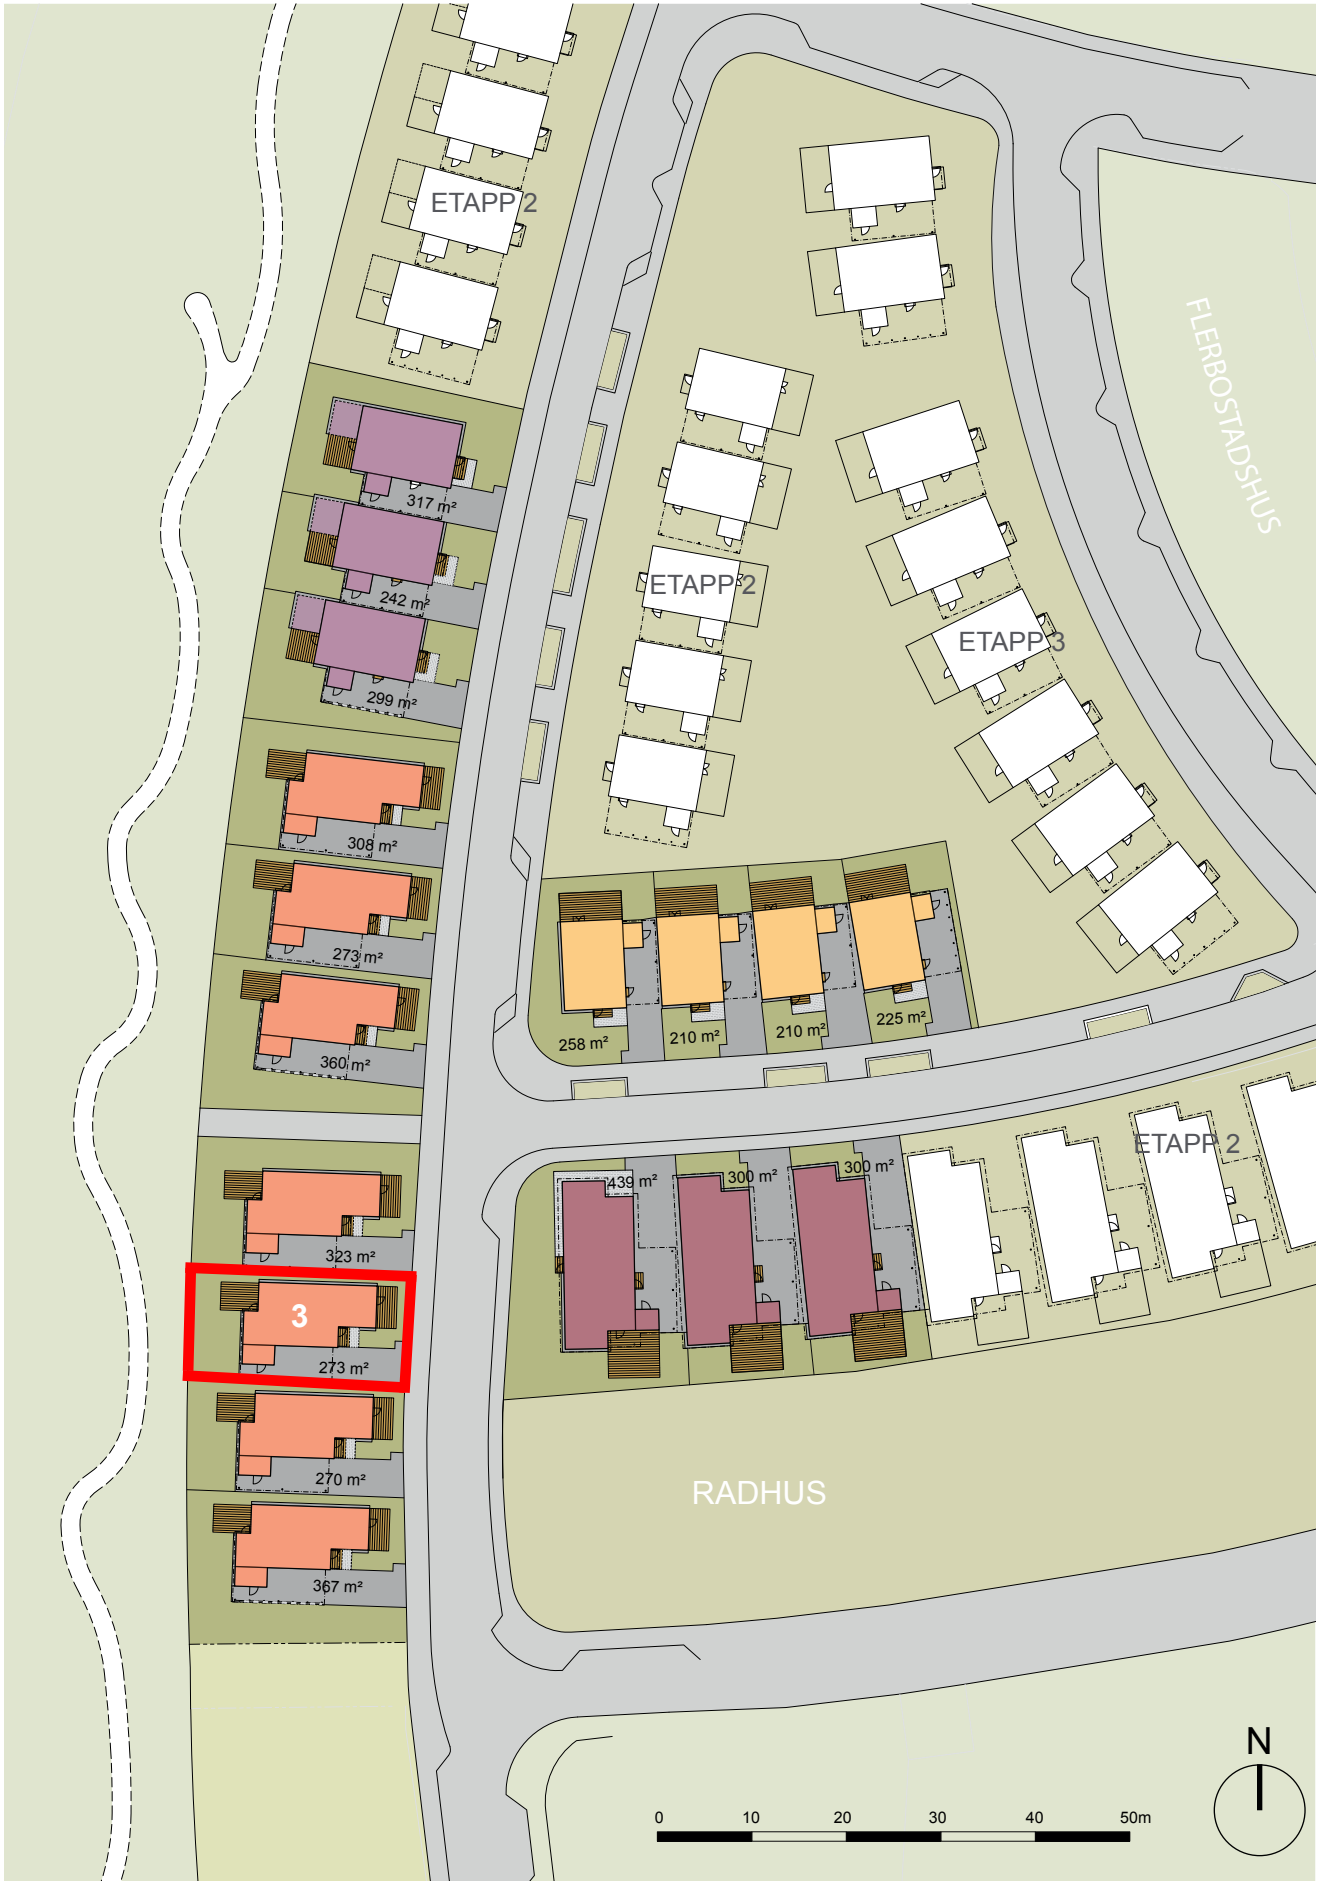 ETAPP 2
FLERBOSTADSHUS
317 m²
242 m²
ETAPP 2
299 m²
ETAPP 3
308 m²
273 m²
360 m²
258 m²
210 m²
210 m²
225 m²
ETAPP 2
439 m²
300 m²
300 m²
323 m²
3
273 m²
270 m²
RADHUS
367 m²
N
0 10 20 30 40 50m